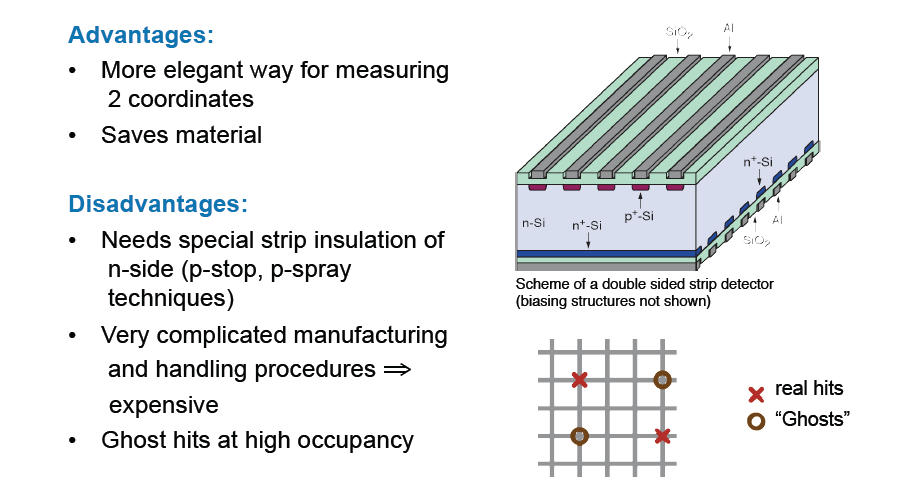 Advantages:
• More elegant way for measuring
2 coordinates
• Saves material
Disadvantages:
• Needs special strip insulation of
n-side (p-stop, p-spray
techniques)
• Very complicated manufacturing
and handling procedures ⇒
expensive
• Ghost hits at high occupancy
SiO₂
Al
n⁺-Si
n-Si
n⁺-Si
p⁺-Si
SiO₂
Al
Scheme of a double sided strip detector
(biasing structures not shown)
real hits
“Ghosts”